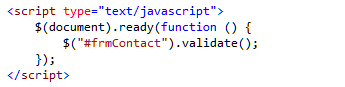 <script type="text/javascript">
    $(document).ready(function () {
        $("#frmContact").validate();
    });
</script>